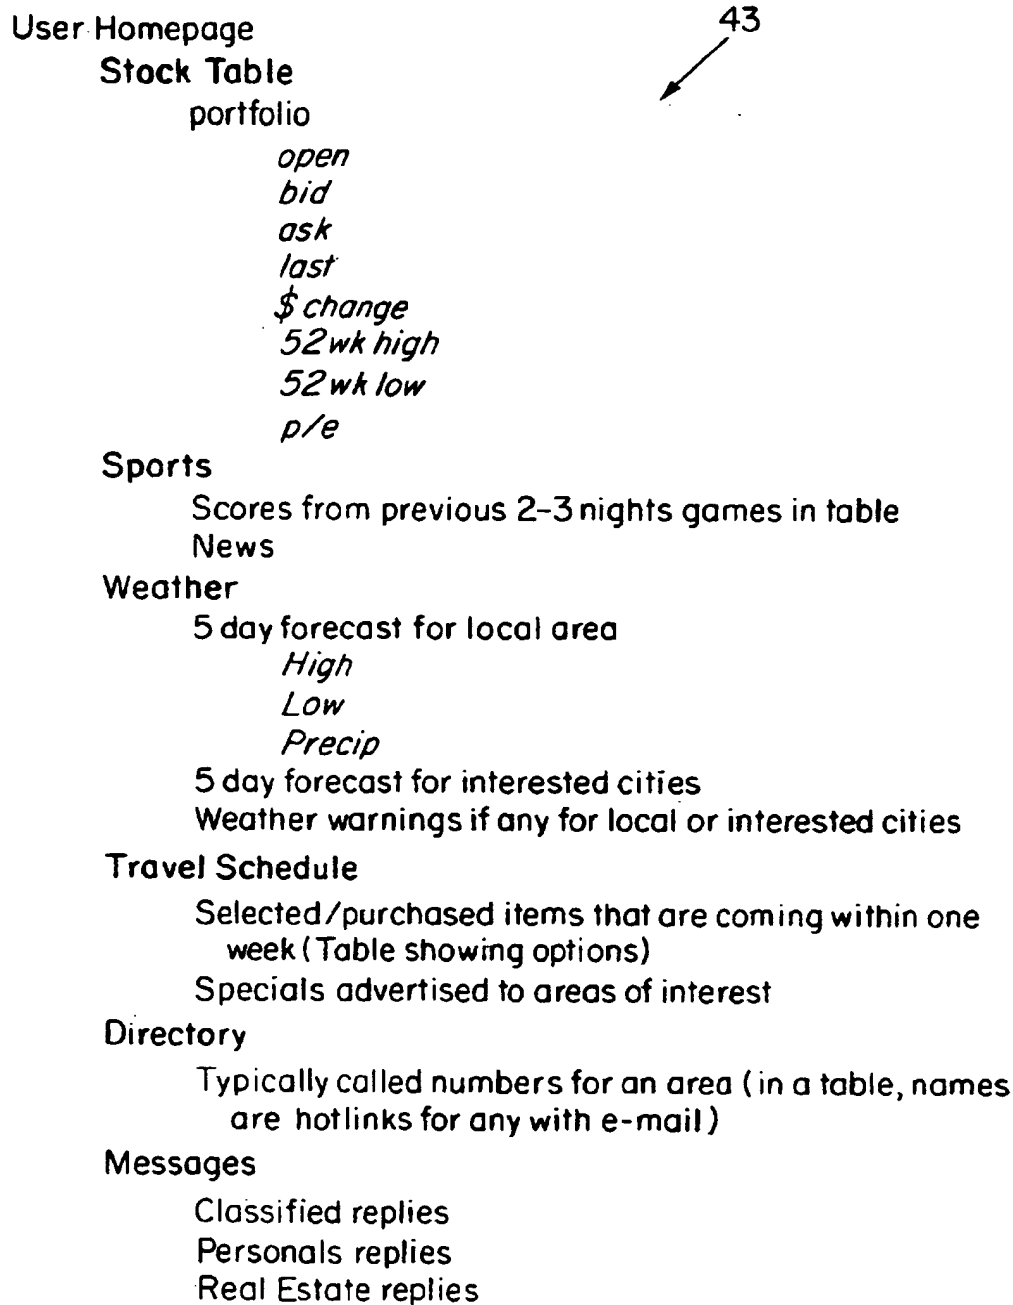 User Homepage
43
Stock Table
portfolio
open
bid
ask
last
$ change
52 wk high
52 wk low
p/e
Sports
Scores from previous 2-3 nights games in table
News
Weather
5 day forecast for local area
High
Low
Precip
5 day forecast for interested cities
Weather warnings if any for local or interested cities
Travel Schedule
Selected/purchased items that are coming within one
week (Table showing options)
Specials advertised to areas of interest
Directory
Typically called numbers for an area (in a table, names
are hotlinks for any with e-mail)
Messages
Classified replies
Personals replies
Real Estate replies